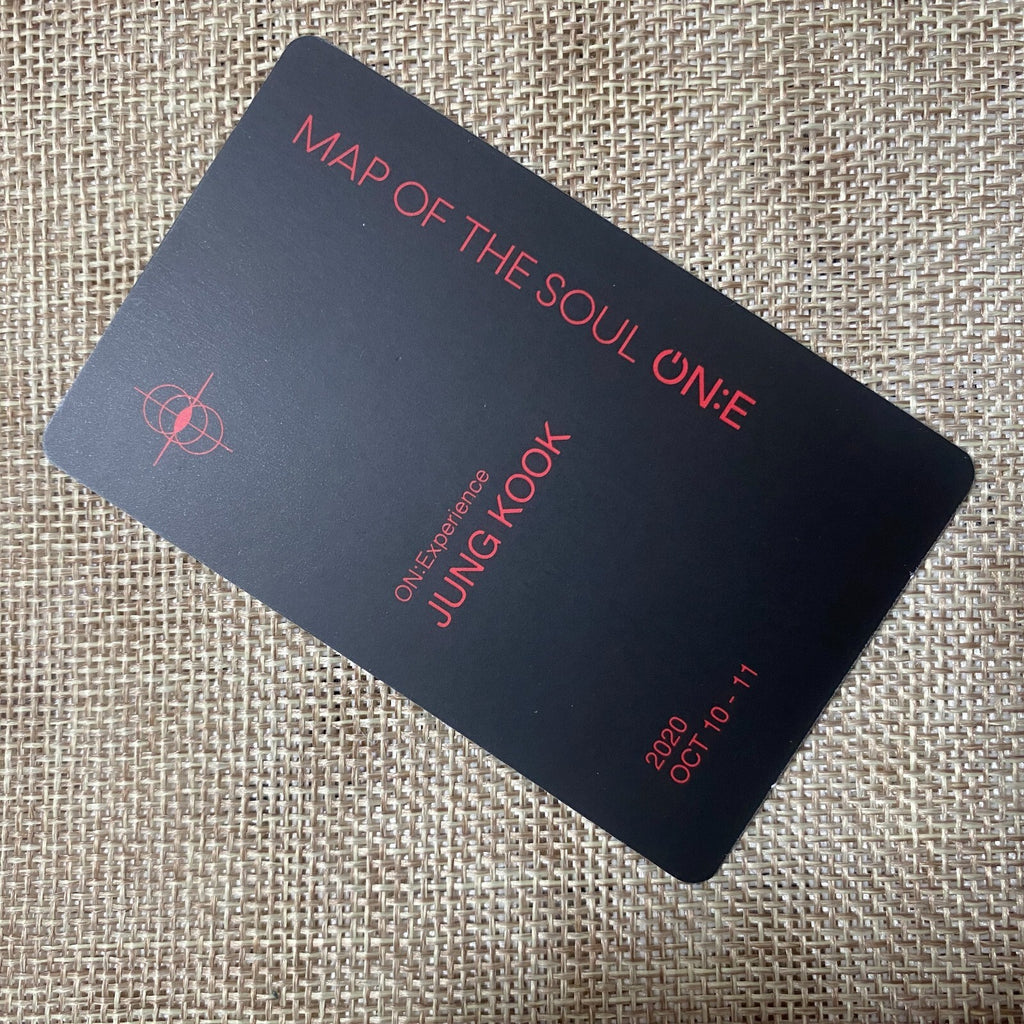 MAP OF THE SOUL ON:E
ON:Experience
JUNG KOOK
2020
OCT 10 - 11